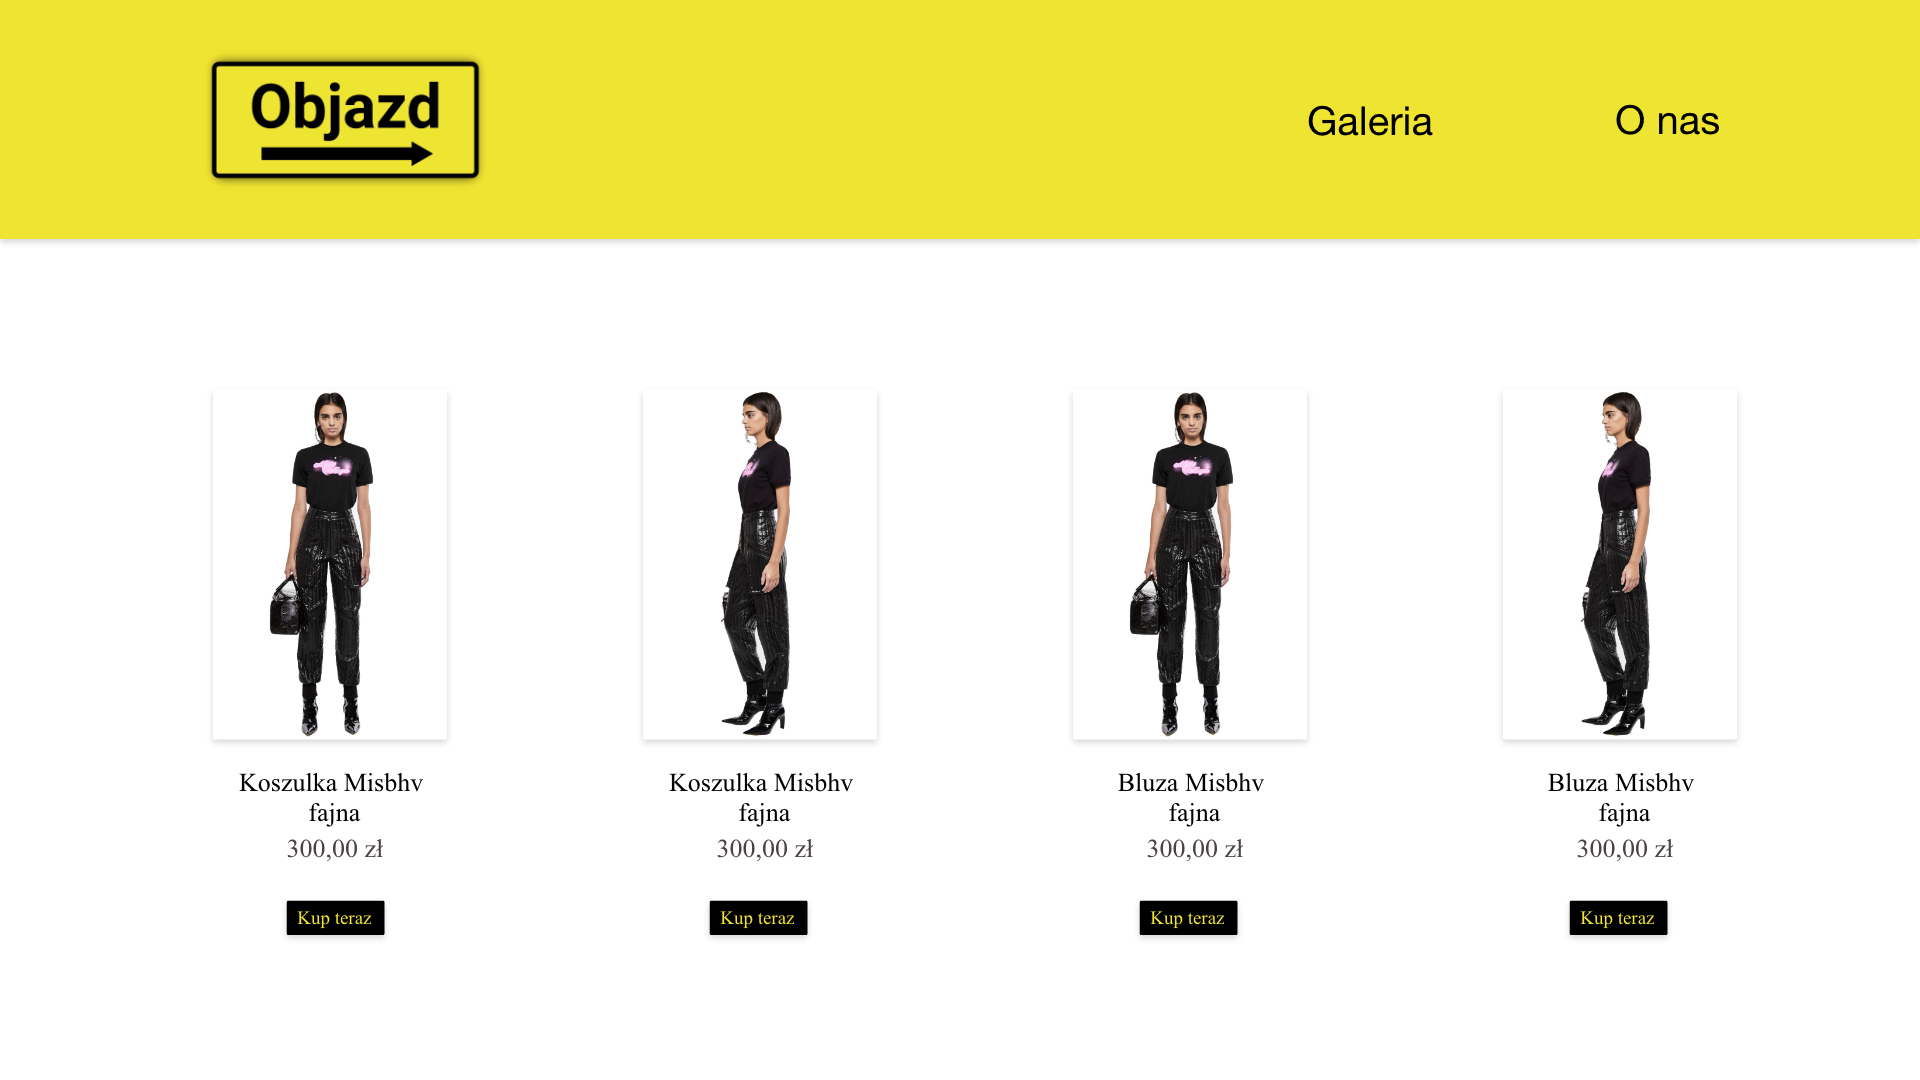 Objazd
Galeria
O nas
Koszulka Misbhv
fajna
300,00 zł
Kup teraz
Koszulka Misbhv
fajna
300,00 zł
Kup teraz
Bluza Misbhv
fajna
300,00 zł
Kup teraz
Bluza Misbhv
fajna
300,00 zł
Kup teraz